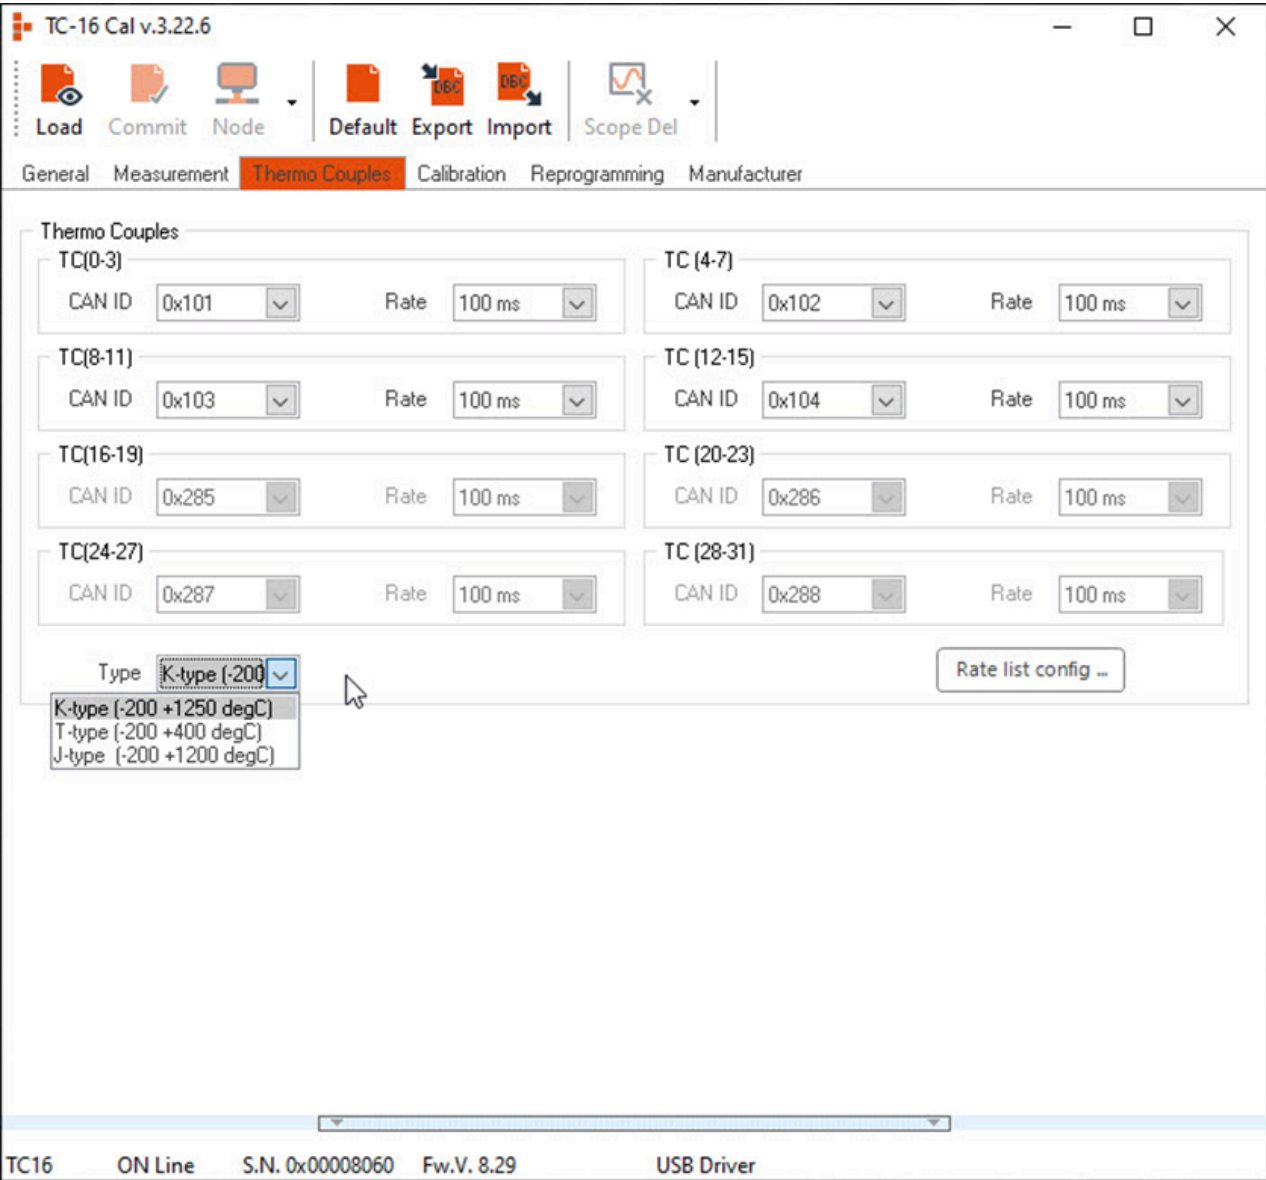 TC-16 Cal v.3.22.6
Load Commit Node Default Export Import Scope Del
DBC DBC
General Measurement Thermo Couples Calibration Reprogramming Manufacturer
Thermo Couples
TC(0-3) TC (4-7)
CAN ID 0x101 Rate 100 ms CAN ID 0x102 Rate 100 ms
TC(8-11) TC (12-15)
CAN ID 0x103 Rate 100 ms CAN ID 0x104 Rate 100 ms
TC(16-19) TC (20-23)
CAN ID 0x285 Rate 100 ms CAN ID 0x286 Rate 100 ms
TC(24-27) TC (28-31)
CAN ID 0x287 Rate 100 ms CAN ID 0x288 Rate 100 ms
Type K-type (-200 Rate list config ...
K-type (-200 +1250 degC)
T-type (-200 +400 degC)
J-type (-200 +1200 degC)
TC16 ON Line S.N. 0x00008060 Fw.V. 8.29 USB Driver